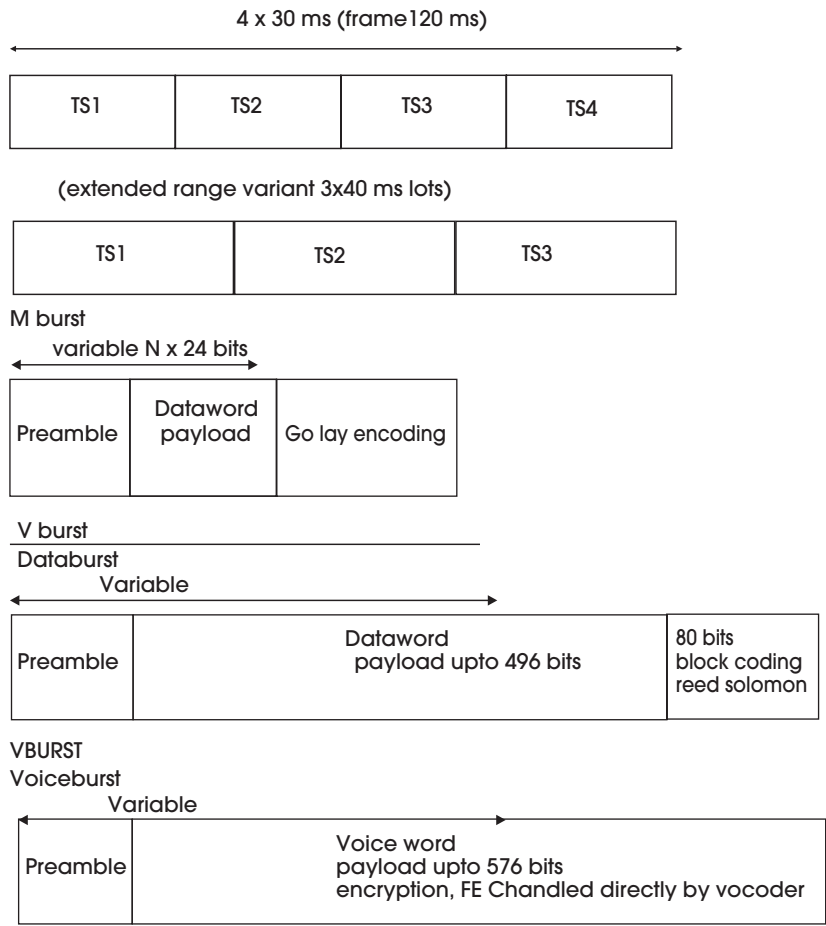 4 x 30 ms (frame120 ms)
TS1 TS2 TS3 TS4
(extended range variant 3x40 ms lots)
TS1 TS2 TS3
M burst
variable N x 24 bits
Preamble
Dataword
payload
Go lay encoding
V burst
Databurst
Variable
Preamble
Dataword
payload upto 496 bits
80 bits
block coding
reed solomon
VBURST
Voiceburst
Variable
Preamble
Voice word
payload upto 576 bits
encryption, FE Chandled directly by vocoder